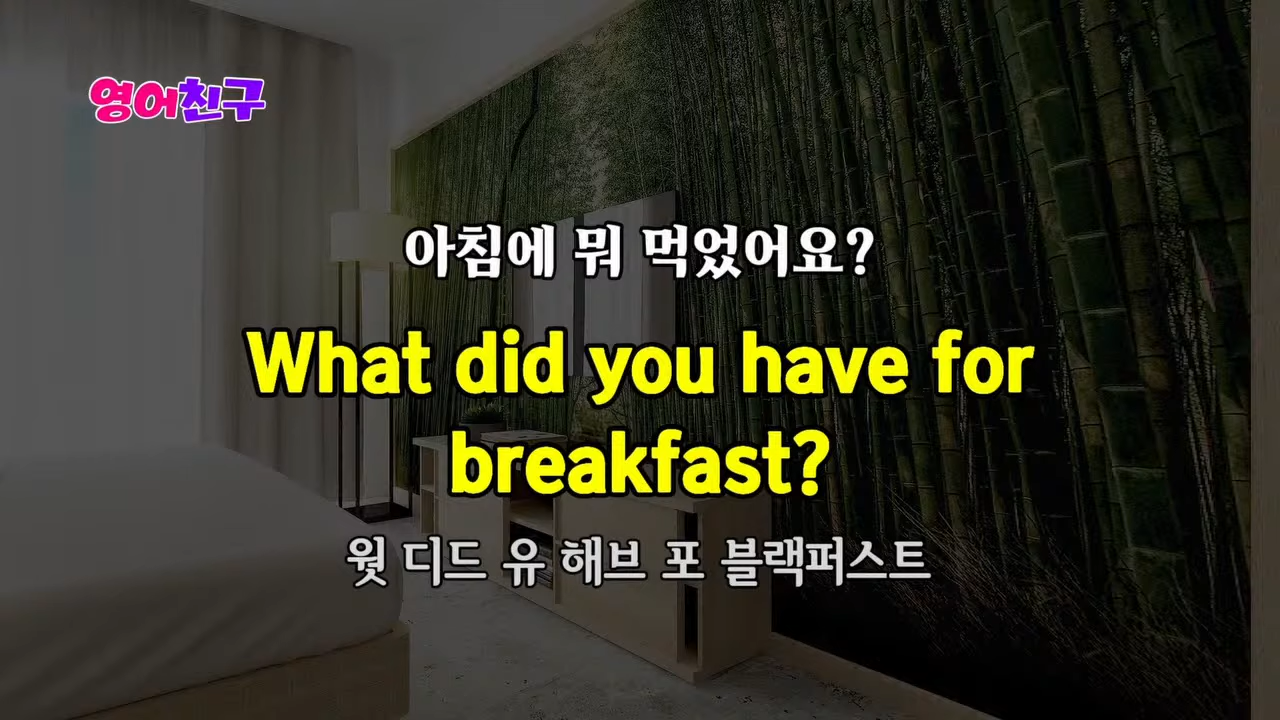 영어친구
아침에 뭐 먹었어요?
What did you have for
breakfast?
웟 디드 유 해브 포 블랙퍼스트